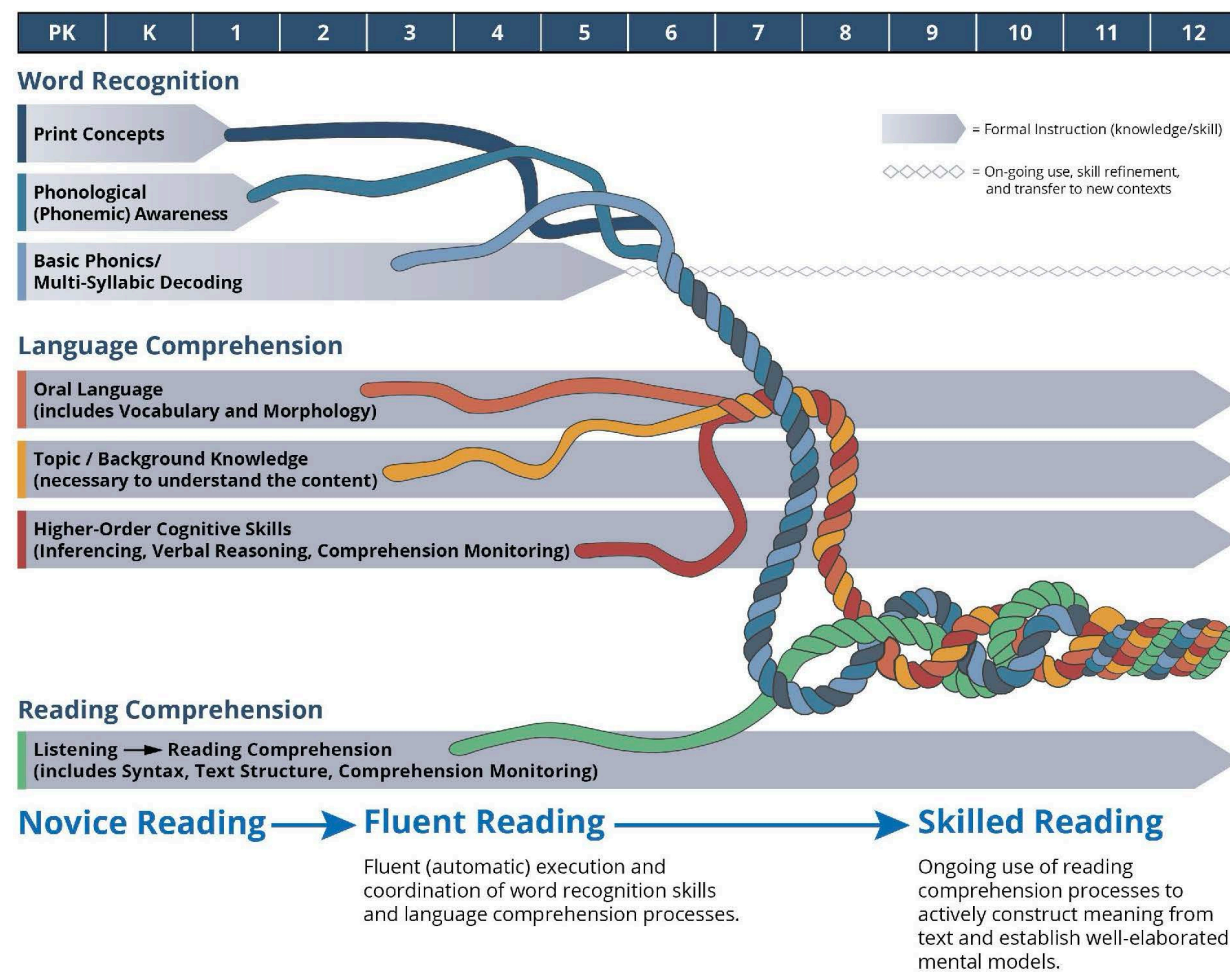 PK K 1 2 3 4 5 6 7 8 9 10 11 12
Word Recognition
Print Concepts
Phonological
(Phonemic) Awareness
Basic Phonics/
Multi-Syllabic Decoding
= Formal Instruction (knowledge/skill)
= On-going use, skill refinement,
and transfer to new contexts
Language Comprehension
Oral Language
(includes Vocabulary and Morphology)
Topic / Background Knowledge
(necessary to understand the content)
Higher-Order Cognitive Skills
(Inferencing, Verbal Reasoning, Comprehension Monitoring)
Reading Comprehension
Listening → Reading Comprehension
(includes Syntax, Text Structure, Comprehension Monitoring)
Novice Reading → Fluent Reading → Skilled Reading
Fluent (automatic) execution and
coordination of word recognition skills
and language comprehension processes.
Ongoing use of reading
comprehension processes to
actively construct meaning from
text and establish well-elaborated
mental models.